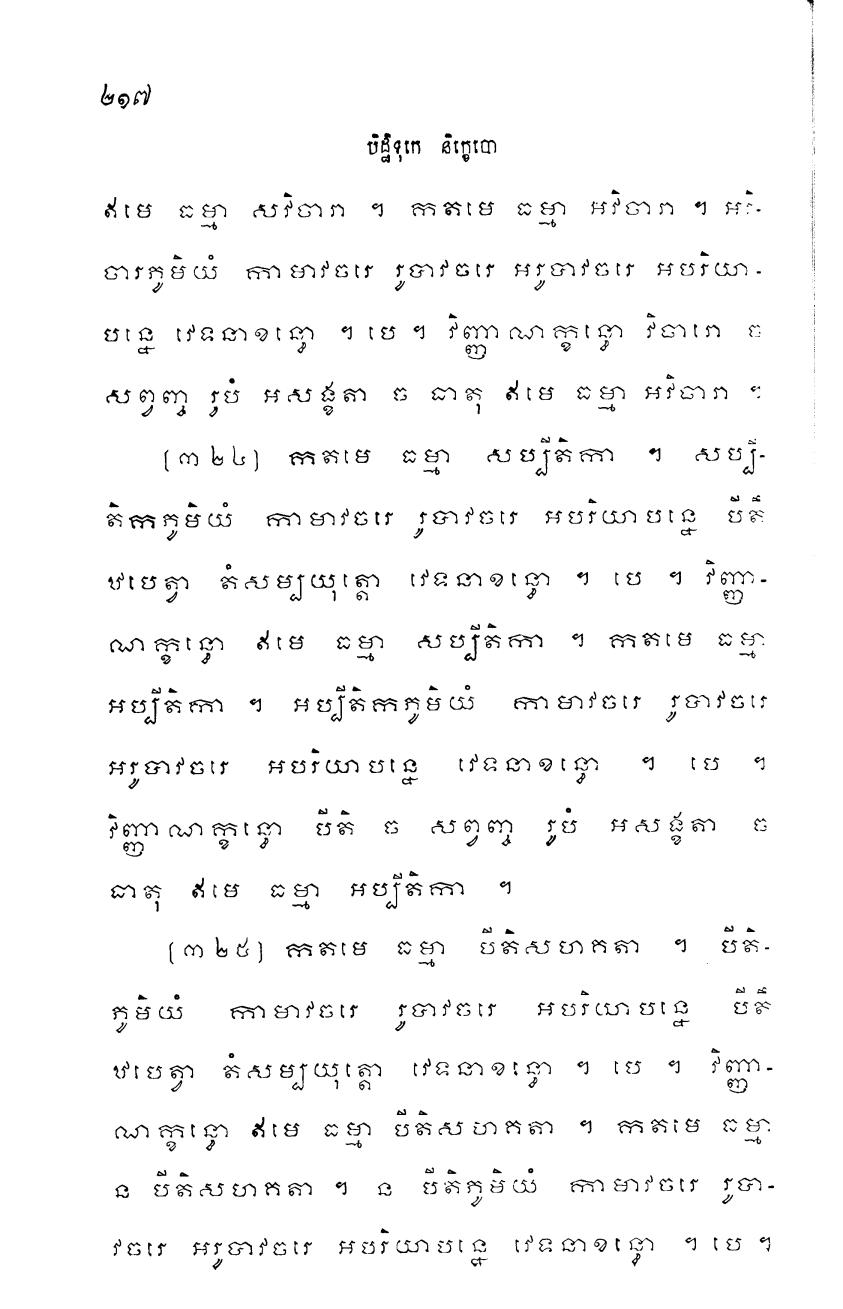 ២១៧
បិដ្ឋិទុកេ និក្ខេបោ
ឥមេ ធម្មា សវិចារា ។ កតមេ ធម្មា អវិចារា ។ អវិ-
ចារភូមិយំ កាមាវចរេ រូបាវចរេ អរូបាវចរេ អបរិយា-
បន្នេ វេទនាខន្ធោ ។ បេ ។ វិញ្ញាណក្ខន្ធោ វិចារោ ច
សព្វញ្ច រូបំ អសង្ខតា ច ធាតុ ឥមេ ធម្មា អវិចារា ។
(៣២៤) កតមេ ធម្មា សប្បីតិកា ។ សប្បី-
តិកភូមិយំ កាមាវចរេ រូបាវចរេ អបរិយាបន្នេ បីតឹ
ឋបេត្វា តំសម្បយុត្តោ វេទនាខន្ធោ ។ បេ ។ វិញ្ញា-
ណក្ខន្ធោ ឥមេ ធម្មា សប្បីតិកា ។ កតមេ ធម្មា
អប្បីតិកា ។ អប្បីតិកភូមិយំ កាមាវចរេ រូបាវចរេ
អរូបាវចរេ អបរិយាបន្នេ វេទនាខន្ធោ ។ បេ ។
វិញ្ញាណក្ខន្ធោ បីតិ ច សព្វញ្ច រូបំ អសង្ខតា ច
ធាតុ ឥមេ ធម្មា អប្បីតិកា ។
(៣២៥) កតមេ ធម្មា បីតិសហគតា ។ បីតិ-
ភូមិយំ កាមាវចរេ រូបាវចរេ អបរិយាបន្នេ បីតឹ
ឋបេត្វា តំសម្បយុត្តោ វេទនាខន្ធោ ។ បេ ។ វិញ្ញា-
ណក្ខន្ធោ ឥមេ ធម្មា បីតិសហគតា ។ កតមេ ធម្មា
ន បីតិសហគតា ។ ន បីតិភូមិយំ កាមាវចរេ រូបា-
វចរេ អរូបាវចរេ អបរិយាបន្នេ វេទនាខន្ធោ ។ បេ ។